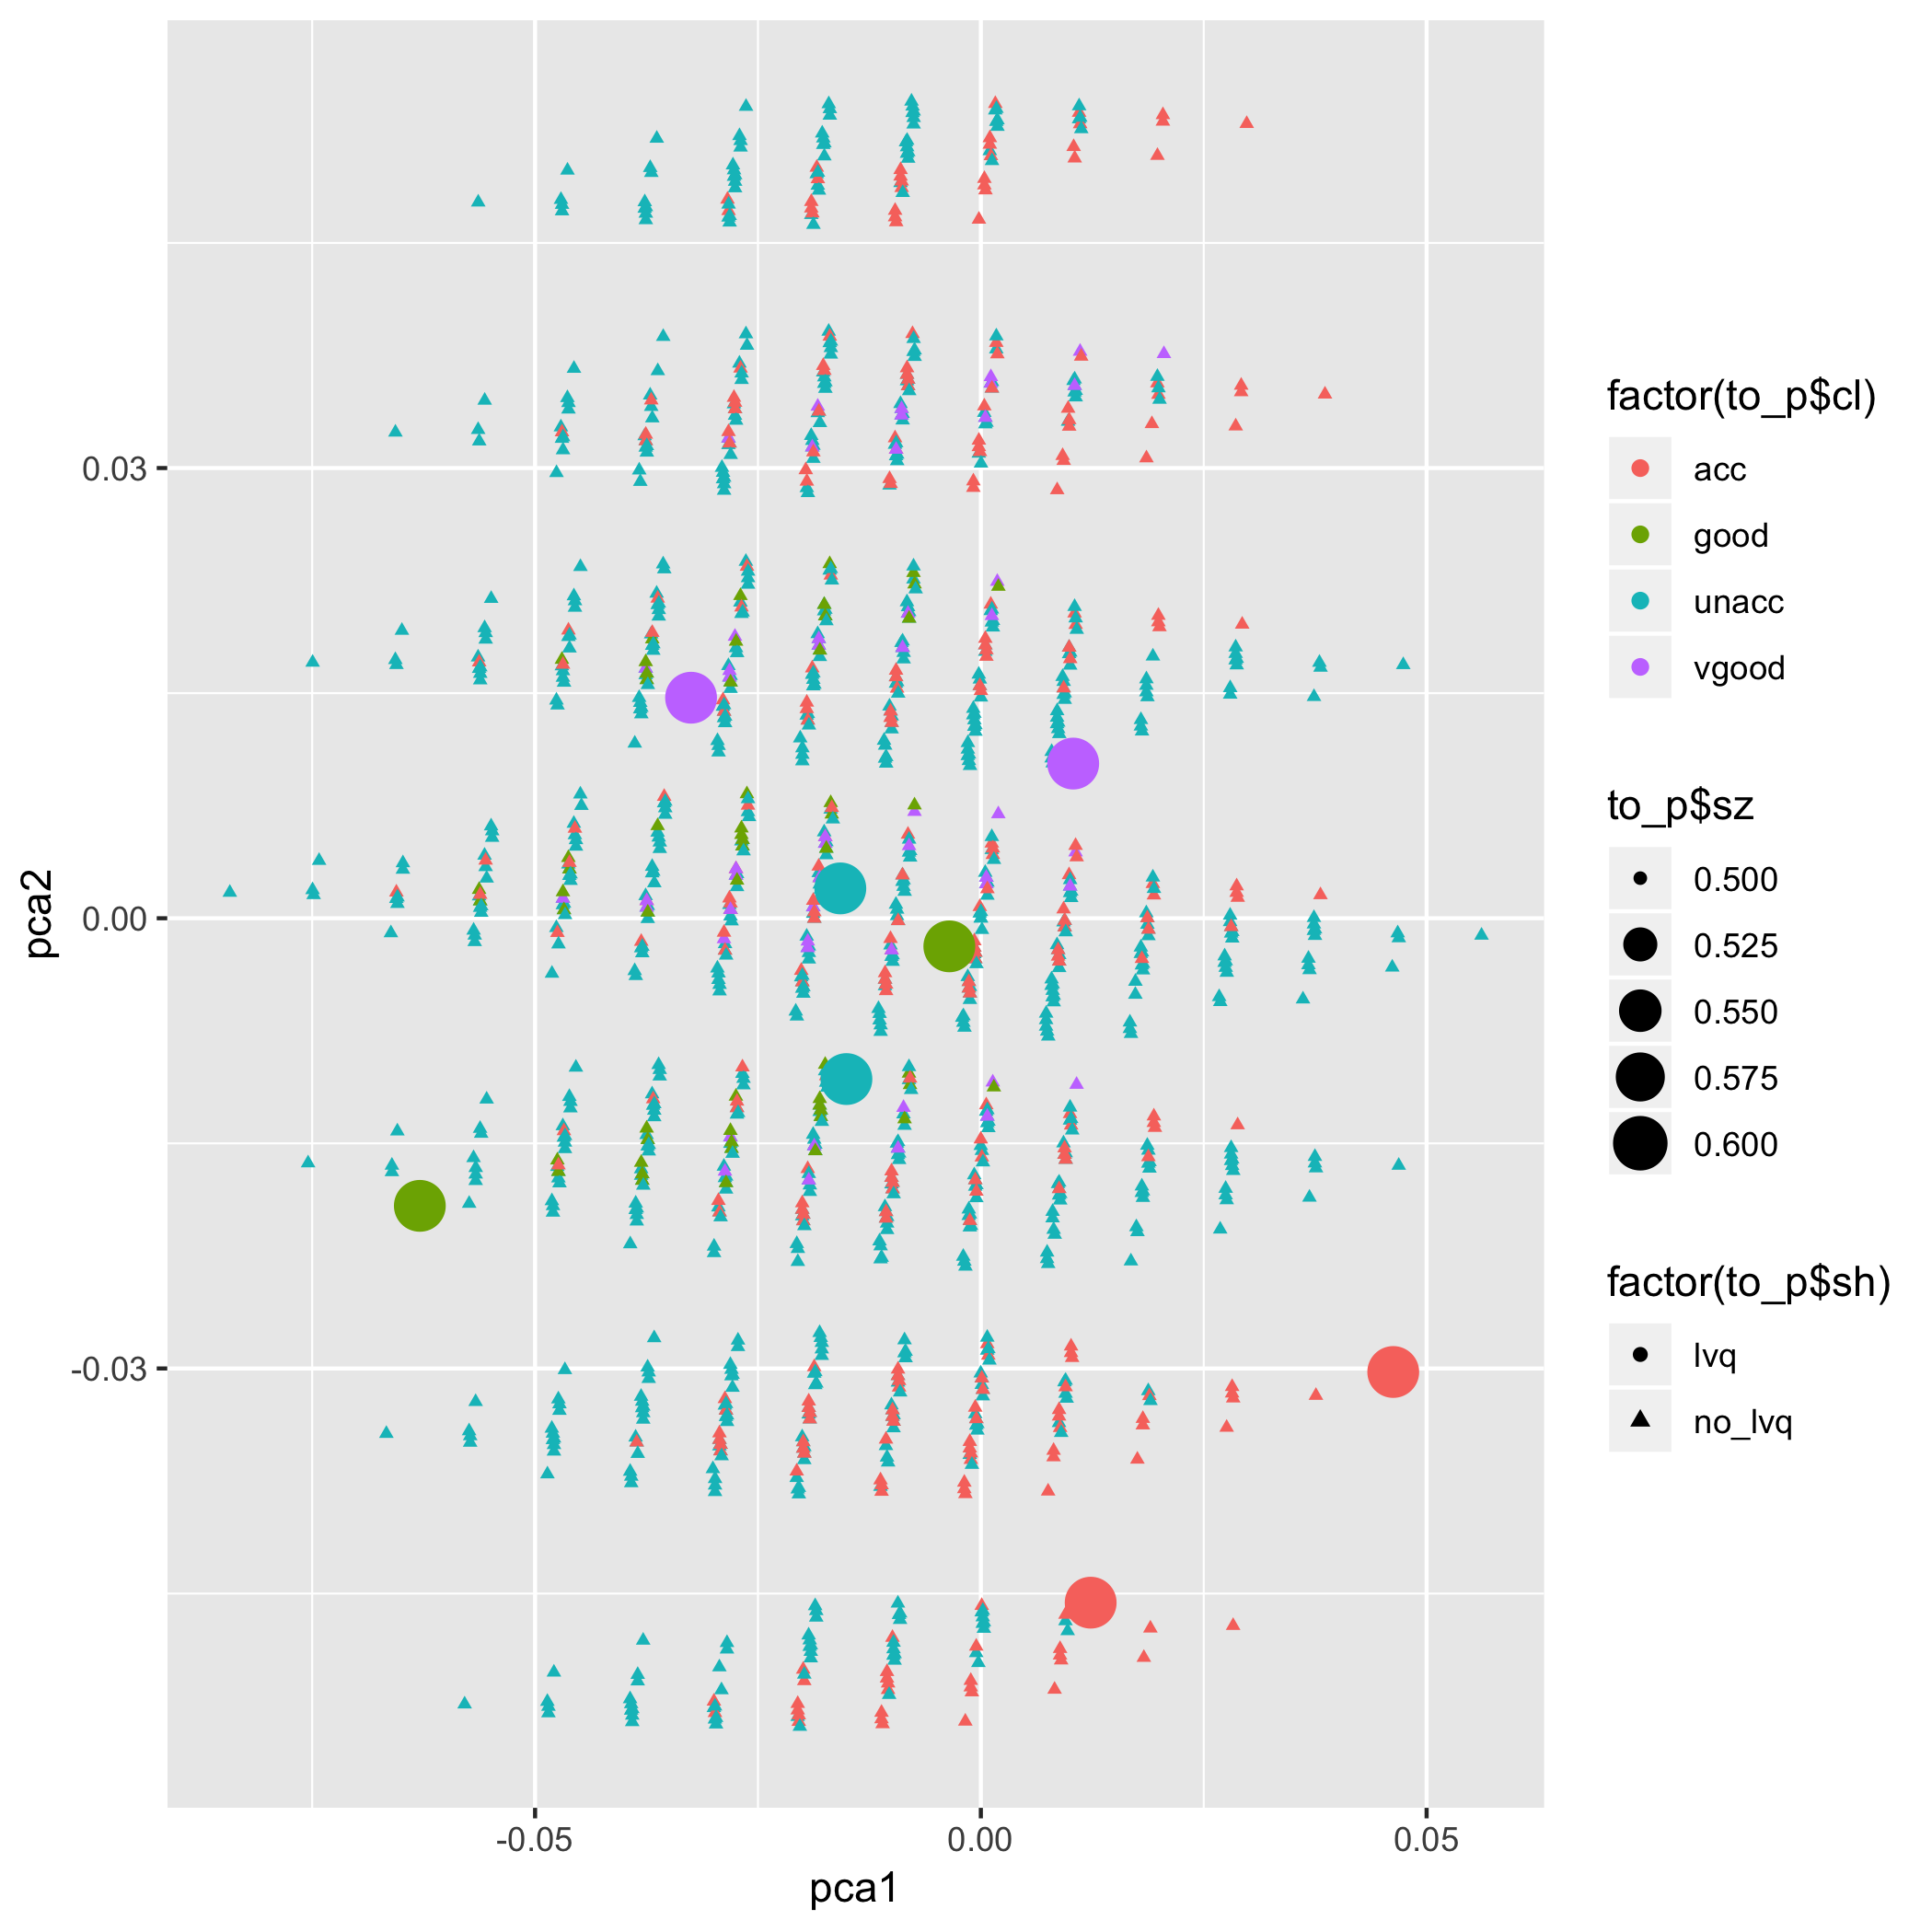 0.03
0.00
-0.03
pca2
-0.05
0.00
0.05
pca1
factor(to_p$cl)
acc
good
unacc
vgood
to_p$sz
0.500
0.525
0.550
0.575
0.600
factor(to_p$sh)
lvq
no_lvq